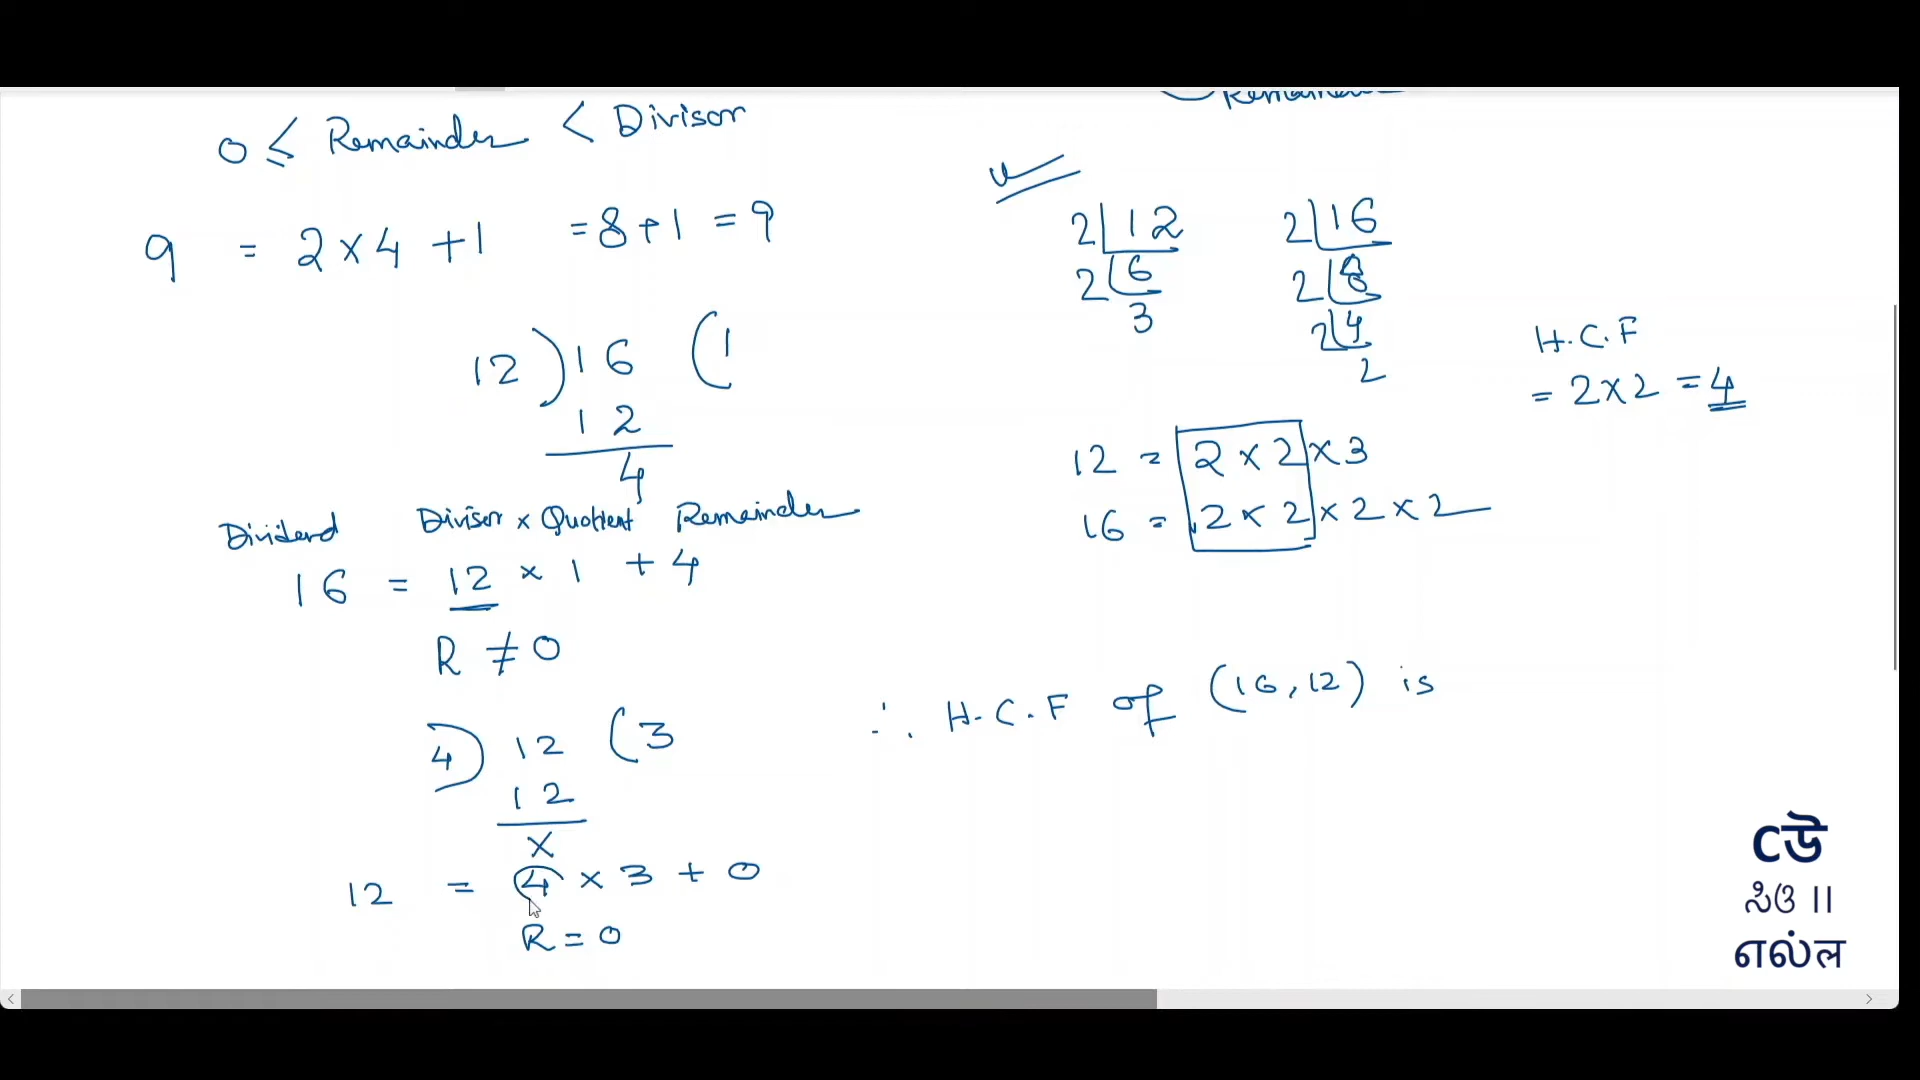 0 ≤ Remainder < Divisor
9 = 2 × 4 + 1 = 8 + 1 = 9
12 ) 16 ( 1
12
4
Dividend Divisor × Quotient Remainder
16 = 12 × 1 + 4
R ≠ 0
4 ) 12 ( 3
12
x
12 = 4 × 3 + 0
R = 0
Remainder
2 | 12
2 | 6
3
2 | 16
2 | 8
2 | 4
2
H.C.F
= 2 × 2 = 4
12 = 2 × 2 × 3
16 = 2 × 2 × 2 × 2
∴ H.C.F of (16, 12) is